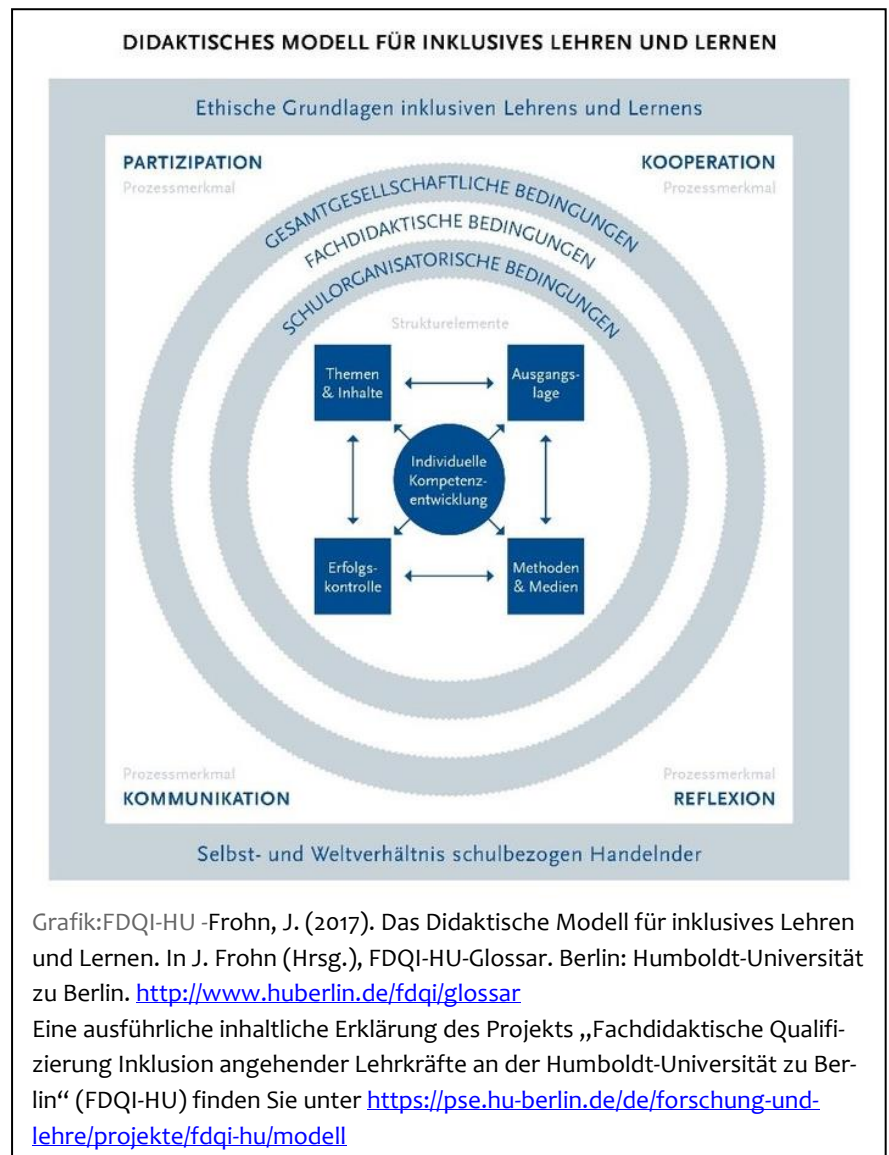 DIDAKTISCHES MODELL FÜR INKLUSIVES LEHREN UND LERNEN
Ethische Grundlagen inklusiven Lehrens und Lernens
PARTIZIPATION
Prozessmerkmal
KOOPERATION
Prozessmerkmal
GESAMTGESELLSCHAFTLICHE BEDINGUNGEN
FACHDIDAKTISCHE BEDINGUNGEN
SCHULORGANISATORISCHE BEDINGUNGEN
Strukturelemente
Themen
& Inhalte
Ausgangs-
lage
Individuelle
Kompetenz-
entwicklung
Erfolgs-
kontrolle
Methoden
& Medien
Prozessmerkmal
KOMMUNIKATION
Prozessmerkmal
REFLEXION
Selbst- und Weltverhältnis schulbezogen Handelnder
Grafik:FDQI-HU -Frohn, J. (2017). Das Didaktische Modell für inklusives Lehren
und Lernen. In J. Frohn (Hrsg.), FDQI-HU-Glossar. Berlin: Humboldt-Universität
zu Berlin. http://www.huberlin.de/fdqi/glossar
Eine ausführliche inhaltliche Erklärung des Projekts „Fachdidaktische Qualifi-
zierung Inklusion angehender Lehrkräfte an der Humboldt-Universität zu Ber-
lin“ (FDQI-HU) finden Sie unter https://pse.hu-berlin.de/de/forschung-und-
lehre/projekte/fdqi-hu/modell